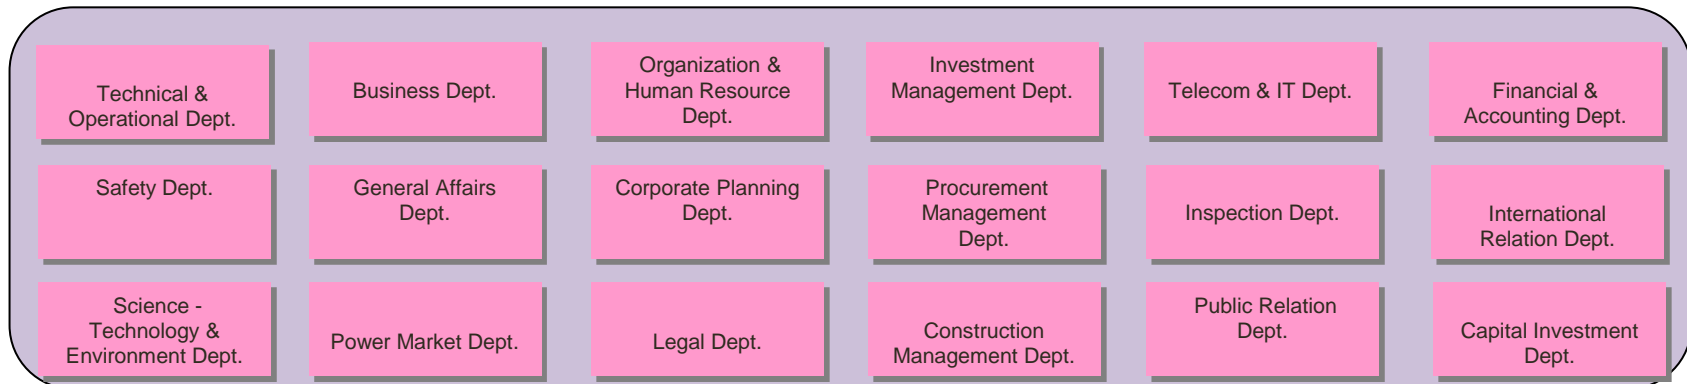 Technical &
Operational Dept.
Business Dept.
Organization &
Human Resource
Dept.
Investment
Management Dept.
Telecom & IT Dept.
Financial &
Accounting Dept.
Safety Dept.
General Affairs
Dept.
Corporate Planning
Dept.
Procurement
Management
Dept.
Inspection Dept.
International
Relation Dept.
Science -
Technology &
Environment Dept.
Power Market Dept.
Legal Dept.
Construction
Management Dept.
Public Relation
Dept.
Capital Investment
Dept.